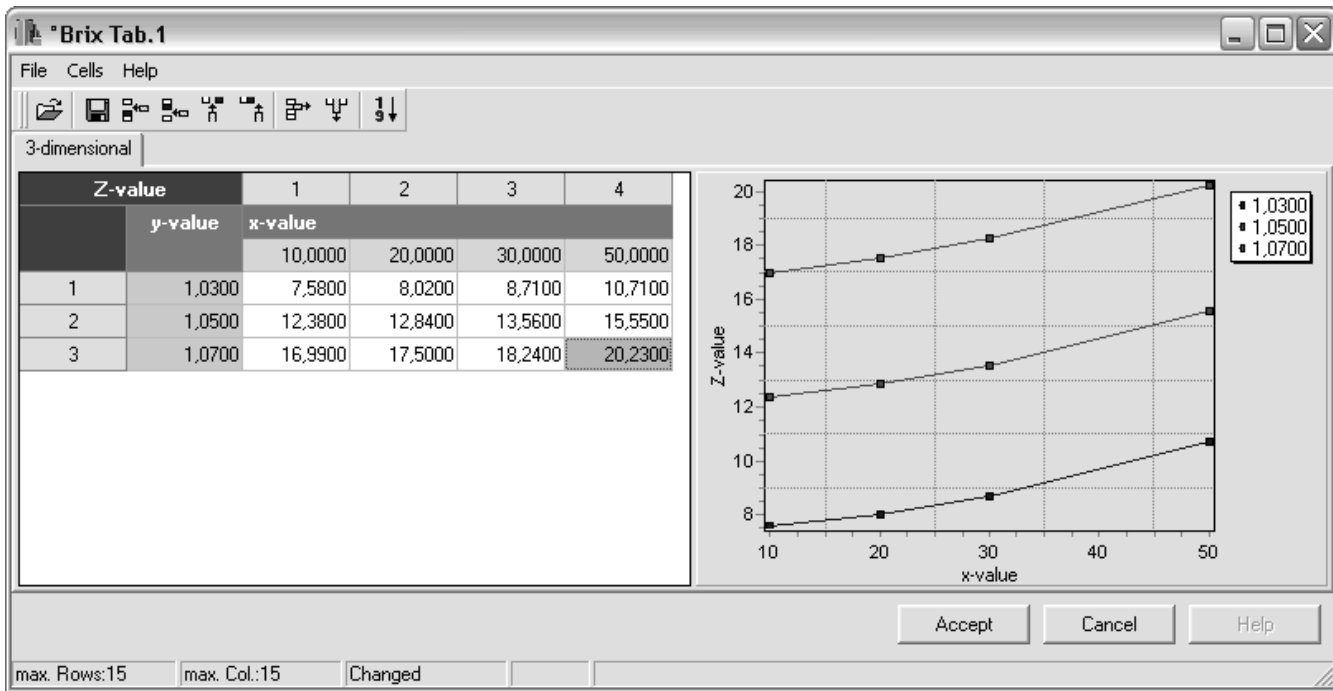 °Brix Tab.1
File Cells Help
3-dimensional
Z-value 1 2 3 4
y-value x-value
10,0000 20,0000 30,0000 50,0000
1 1,0300 7,5800 8,0200 8,7100 10,7100
2 1,0500 12,3800 12,8400 13,5600 15,5500
3 1,0700 16,9900 17,5000 18,2400 20,2300
20
18
16
14
12
10
8
Z-value
10 20 30 40 50
x-value
1,0300
1,0500
1,0700
Accept Cancel Help
max. Rows:15 max. Col.:15 Changed